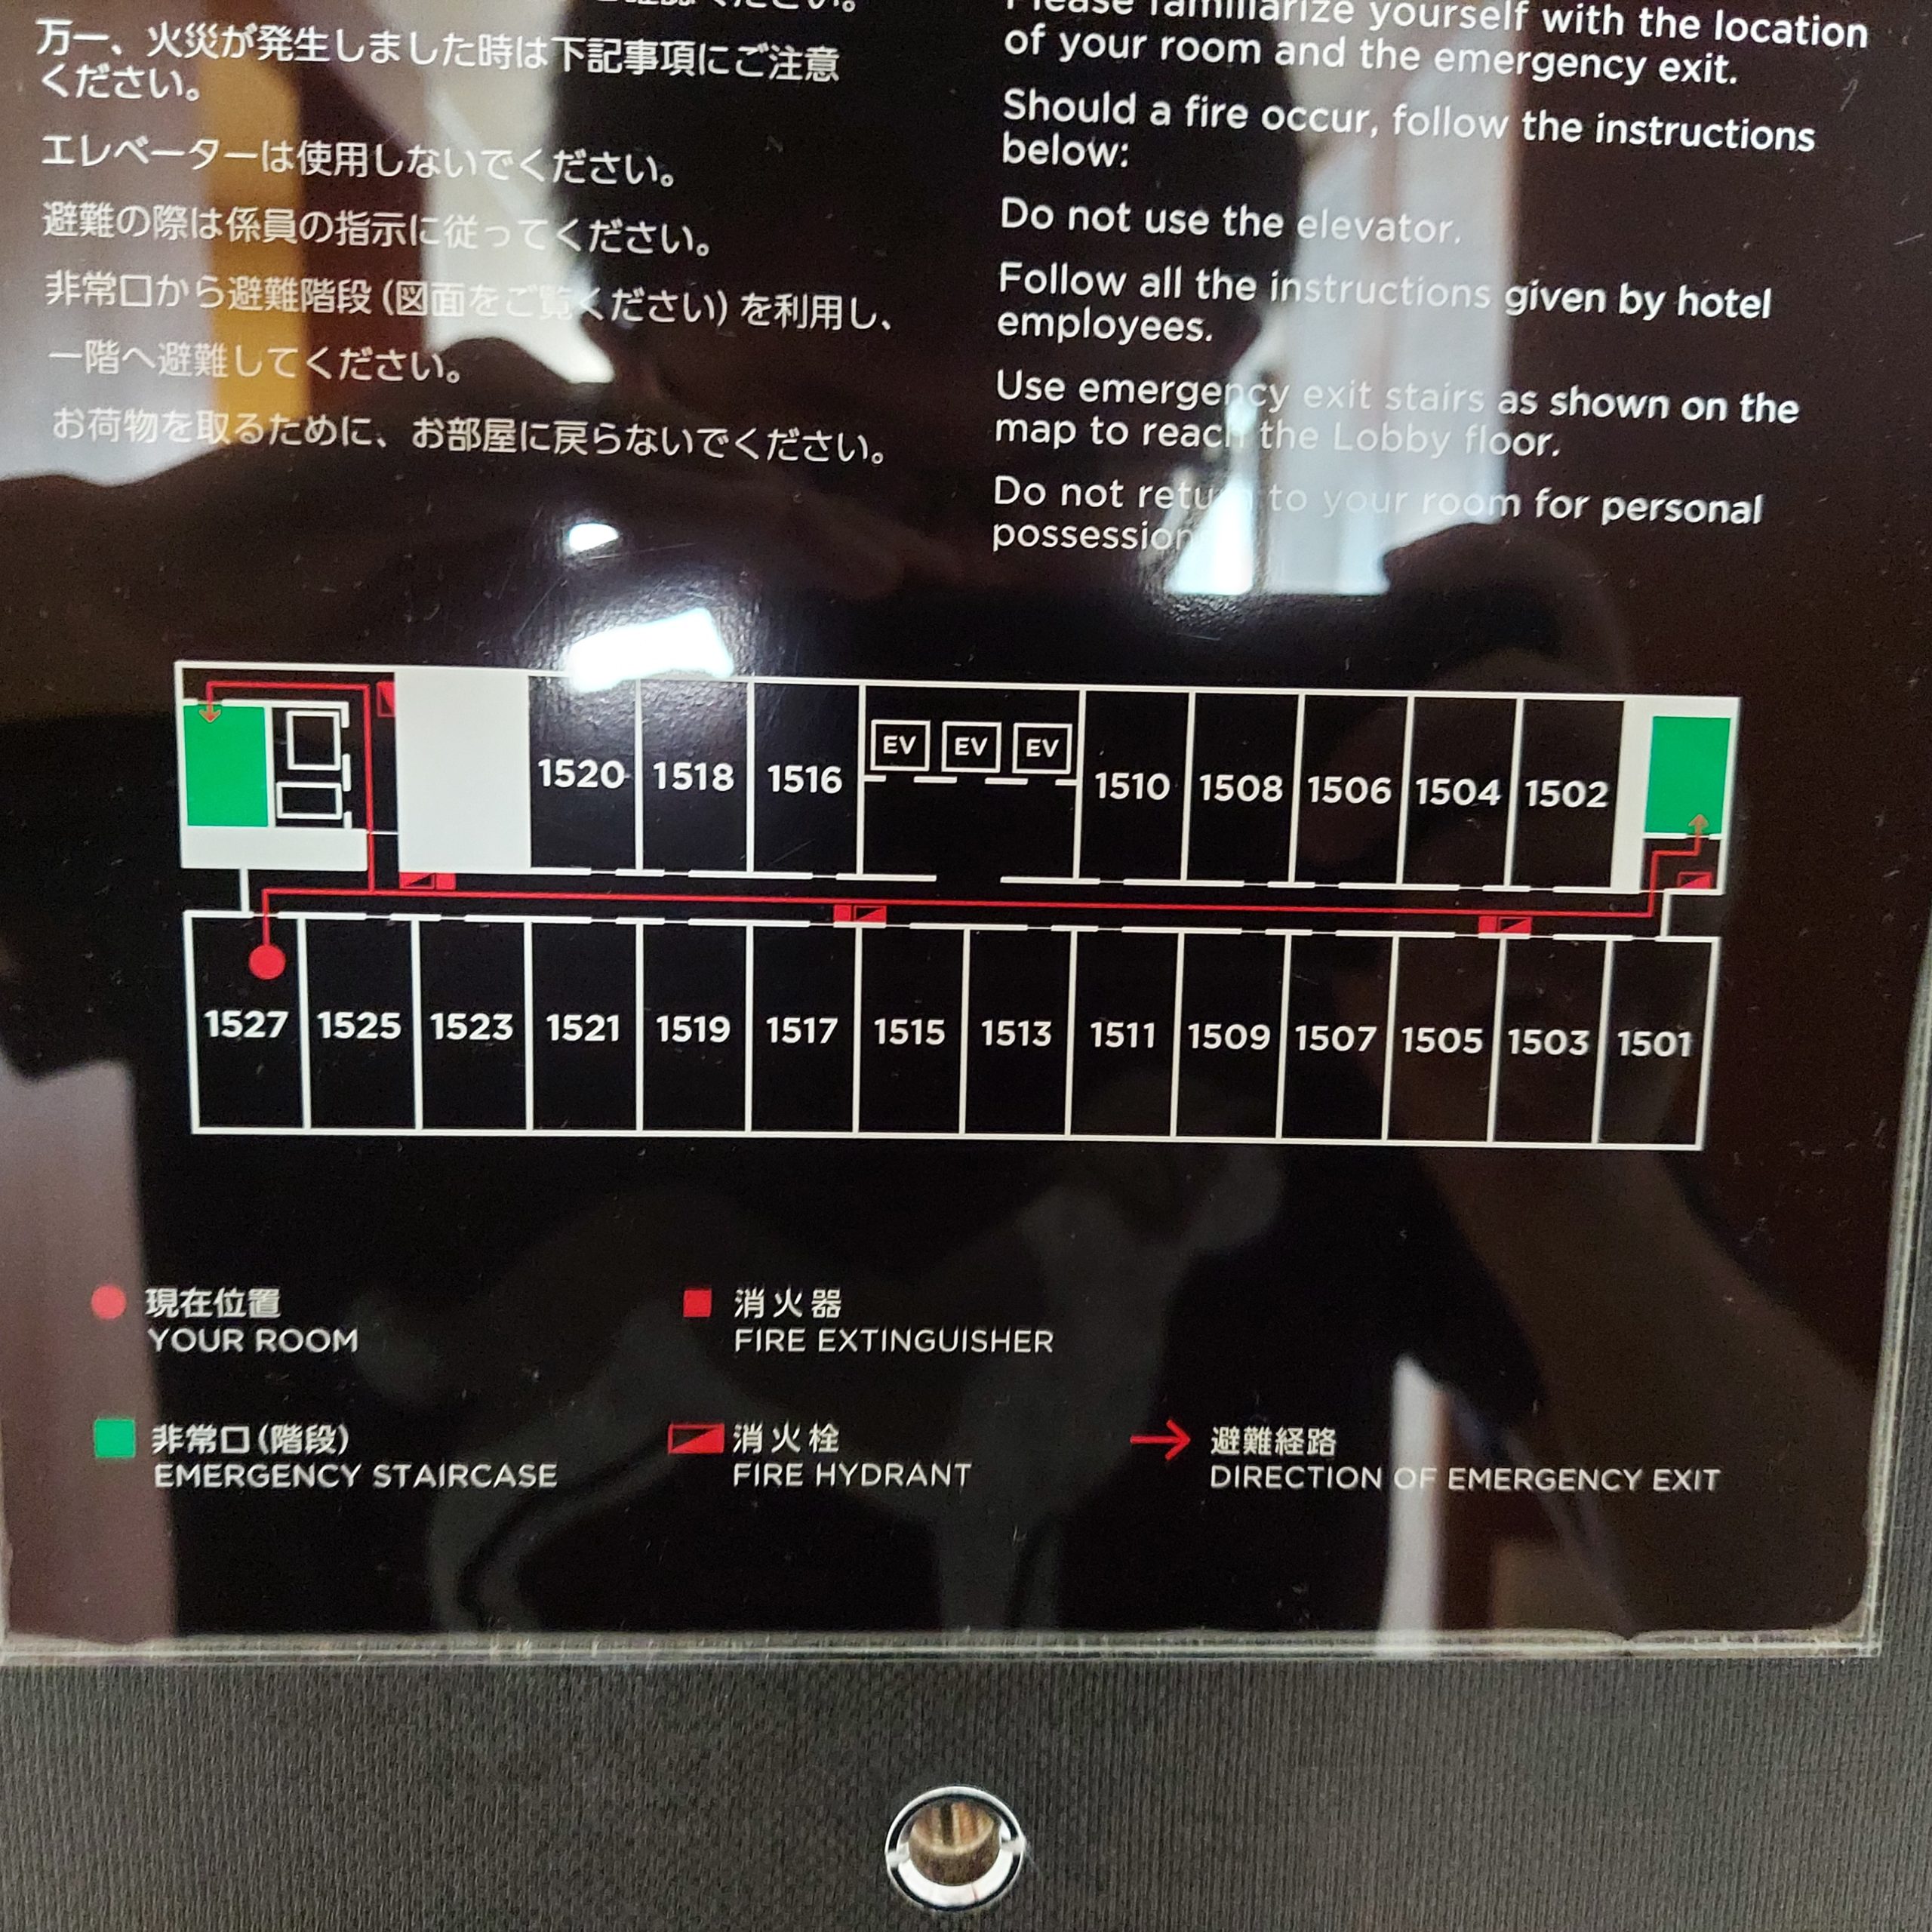 ください。
万一、火災が発生しました時は下記事項にご注意
ください。
エレベーターは使用しないでください。
避難の際は係員の指示に従ってください。
非常口から避難階段(図面をご覧ください)を利用し、
一階へ避難してください。
お荷物を取るために、お部屋に戻らないでください。
Please familiarize yourself with the location
of your room and the emergency exit.
Should a fire occur, follow the instructions
below:
Do not use the elevator.
Follow all the instructions given by hotel
employees.
Use emergency exit stairs as shown on the
map to reach the Lobby floor.
Do not return to your room for personal
possession
EV EV EV
1520 1518 1516 1510 1508 1506 1504 1502
1527 1525 1523 1521 1519 1517 1515 1513 1511 1509 1507 1505 1503 1501
現在位置
YOUR ROOM
消火器
FIRE EXTINGUISHER
非常口(階段)
EMERGENCY STAIRCASE
消火栓
FIRE HYDRANT
避難経路
DIRECTION OF EMERGENCY EXIT